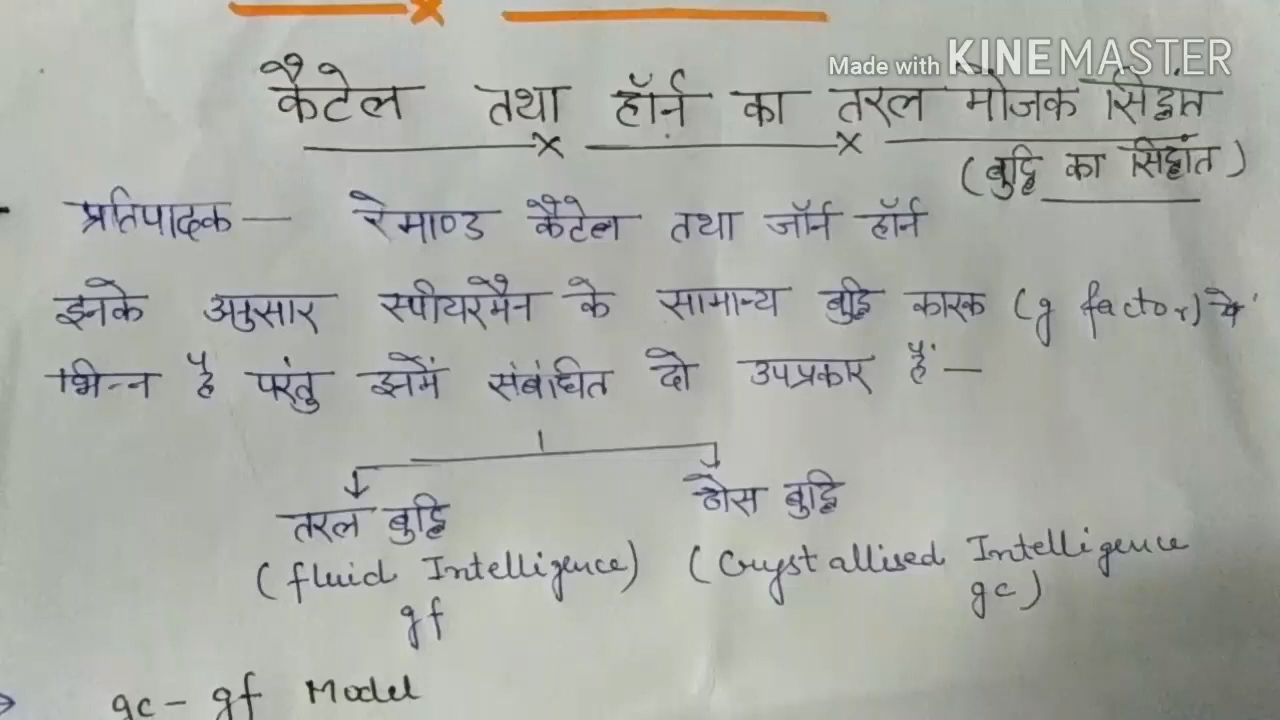 Made with KINEMASTER
कैटेल तथा हॉर्न का तरल मोजक सिद्धांत
(बुद्धि का सिद्धांत)
प्रतिपादक— रेमाण्ड कैटेल तथा जॉर्न हॉर्न
इनके अनुसार स्पीयरमैन के सामान्य बुद्धि कारक (g factor) में
भिन्न है परंतु इनमें संबंधित दो उपप्रकार हैं—
तरल बुद्धि ठोस बुद्धि
(fluid Intelligence) (Crystallised Intelligence
gf gc)
gc - gf Model